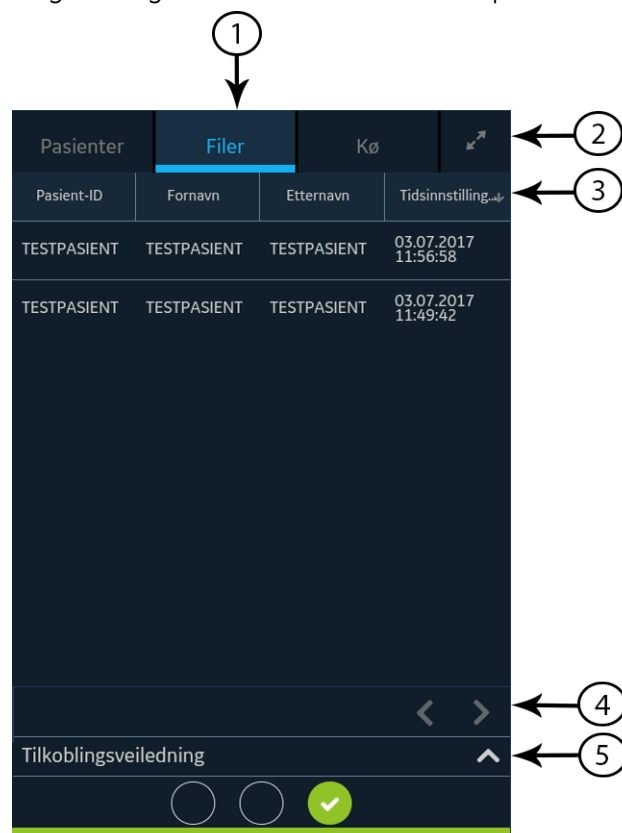 1
Pasienter Filer Kø
2
Pasient-ID Fornavn Etternavn Tidsinnstilling...
3
TESTPASIENT TESTPASIENT TESTPASIENT 03.07.2017
11:56:58
TESTPASIENT TESTPASIENT TESTPASIENT 03.07.2017
11:49:42
4
Tilkoblingsveiledning
5